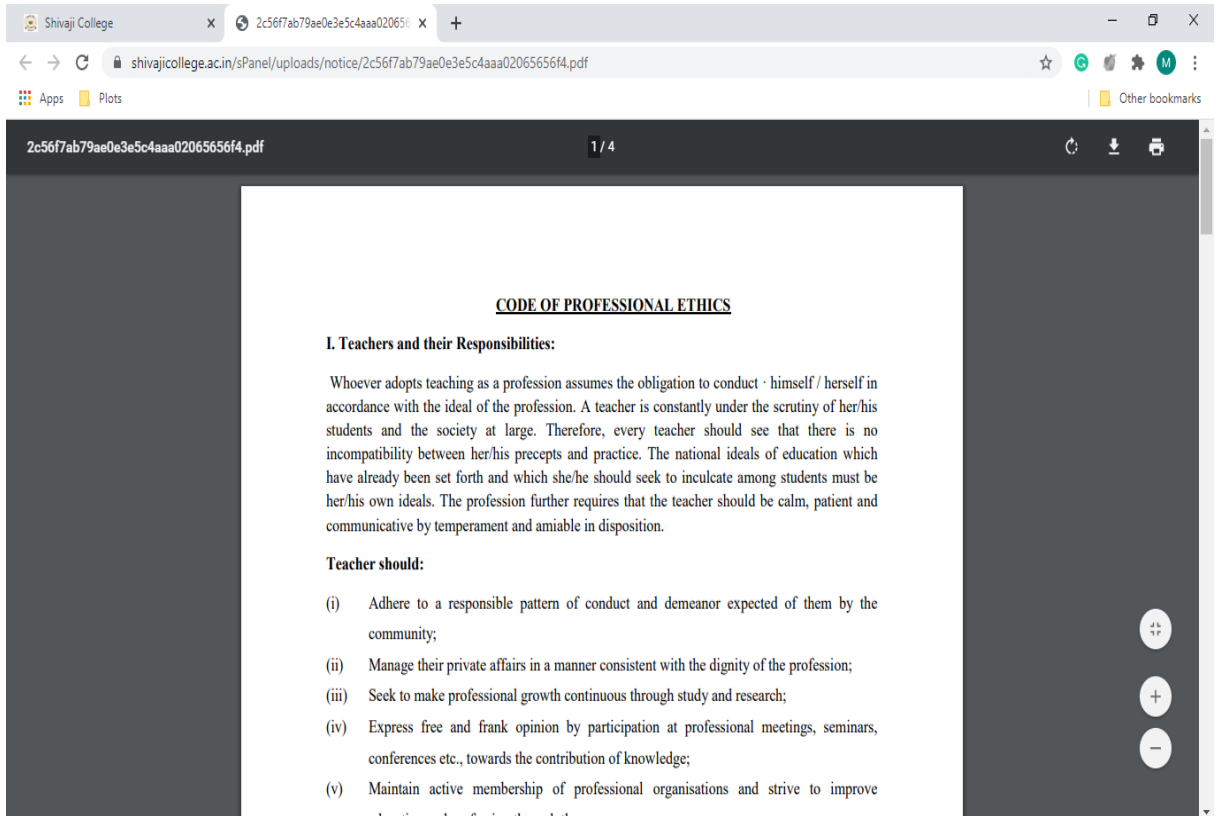 Shivaji College
2c56f7ab79ae0e3e5c4aaa020656
shivajicollege.ac.in/sPanel/uploads/notice/2c56f7ab79ae0e3e5c4aaa02065656f4.pdf
M
Apps Plots Other bookmarks
2c56f7ab79ae0e3e5c4aaa02065656f4.pdf 1 / 4
CODE OF PROFESSIONAL ETHICS
I. Teachers and their Responsibilities:
Whoever adopts teaching as a profession assumes the obligation to conduct · himself / herself in
accordance with the ideal of the profession. A teacher is constantly under the scrutiny of her/his
students and the society at large. Therefore, every teacher should see that there is no
incompatibility between her/his precepts and practice. The national ideals of education which
have already been set forth and which she/he should seek to inculcate among students must be
her/his own ideals. The profession further requires that the teacher should be calm, patient and
communicative by temperament and amiable in disposition.
Teacher should:
(i) Adhere to a responsible pattern of conduct and demeanor expected of them by the
community;
(ii) Manage their private affairs in a manner consistent with the dignity of the profession;
(iii) Seek to make professional growth continuous through study and research;
(iv) Express free and frank opinion by participation at professional meetings, seminars,
conferences etc., towards the contribution of knowledge;
(v) Maintain active membership of professional organisations and strive to improve